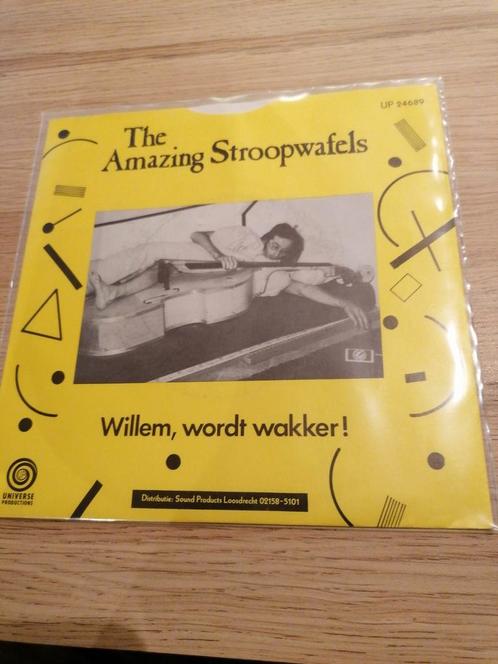 UP 24689
The
Amazing Stroopwafels
Willem, wordt wakker!
UNIVERSE
PRODUCTIONS
Distributie: Sound Products Loosdrecht 02158-5101